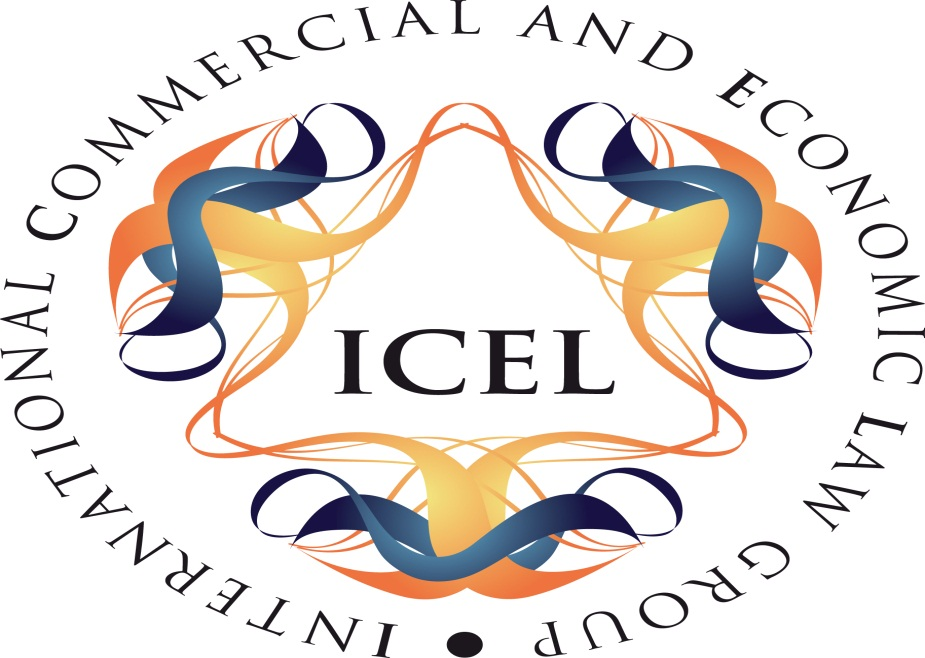 INTERNATIONAL COMMERCIAL AND ECONOMIC LAW GROUP •
ICEL